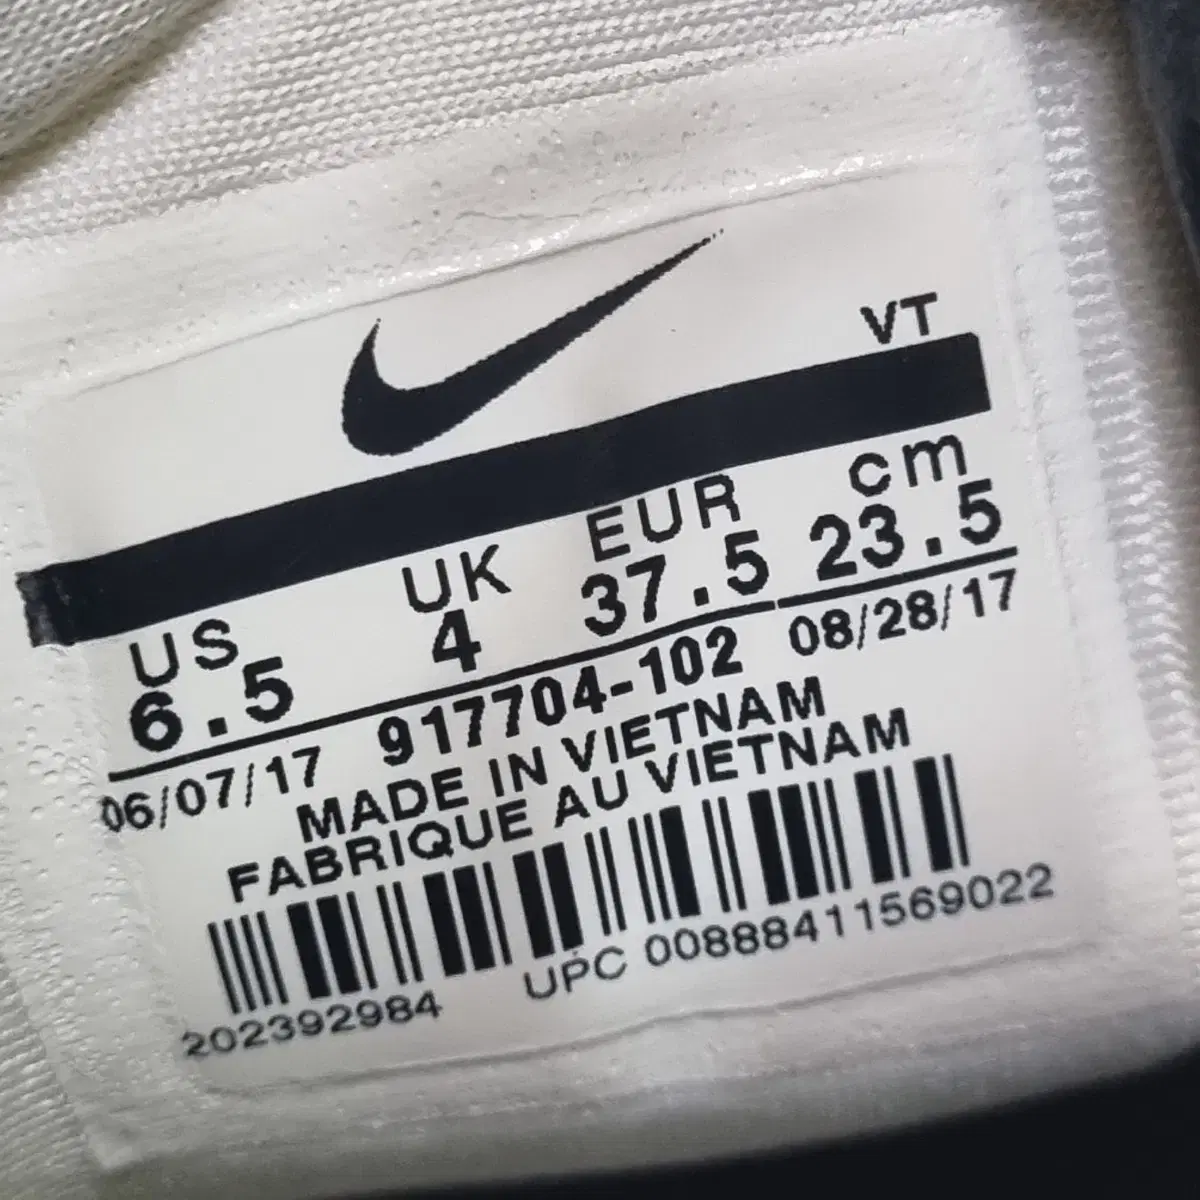 VT
US UK EUR cm
6.5 4 37.5 23.5
06/07/17 917704-102 08/28/17
MADE IN VIETNAM
FABRIQUE AU VIETNAM
202392984 UPC 00888411569022